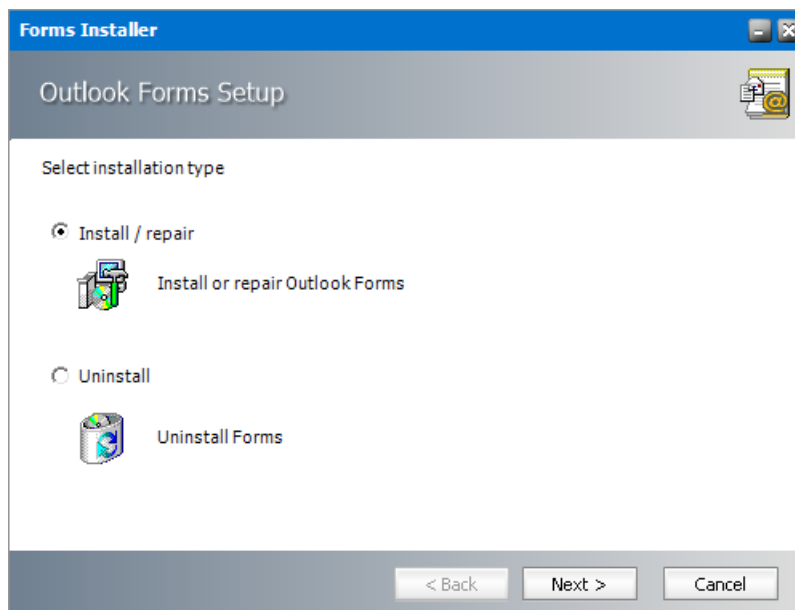 Forms Installer
Outlook Forms Setup
Select installation type
Install / repair
Install or repair Outlook Forms
Uninstall
Uninstall Forms
< Back Next > Cancel